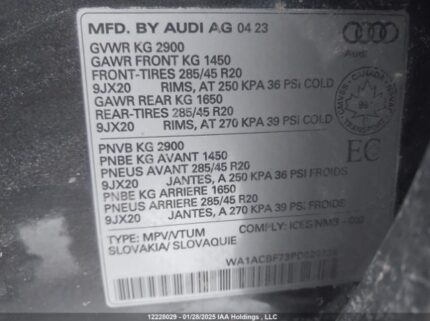 MFD. BY AUDI AG 04 23
Audi
GVWR KG 2900
GAWR FRONT KG 1450
FRONT-TIRES 285/45 R20
9JX20 RIMS, AT 250 KPA 36 PSI COLD
GAWR REAR KG 1650
REAR-TIRES 285/45 R20
9JX20 RIMS, AT 270 KPA 39 PSI COLD
PNVB KG 2900
PNBE KG AVANT 1450
PNEUS AVANT 285/45 R20
9JX20 JANTES, A 250 KPA 36 PSI FROIDS
PNBE KG ARRIERE 1650
PNEUS ARRIERE 285/45 R20
9JX20 JANTES, A 270 KPA 39 PSI FROIDS
EC
TYPE: MPV/VTUM COMPLY: ICES/NMB
SLOVAKIA/ SLOVAQUIE
12228029 - 01/28/2025 IAA Holdings , LLC